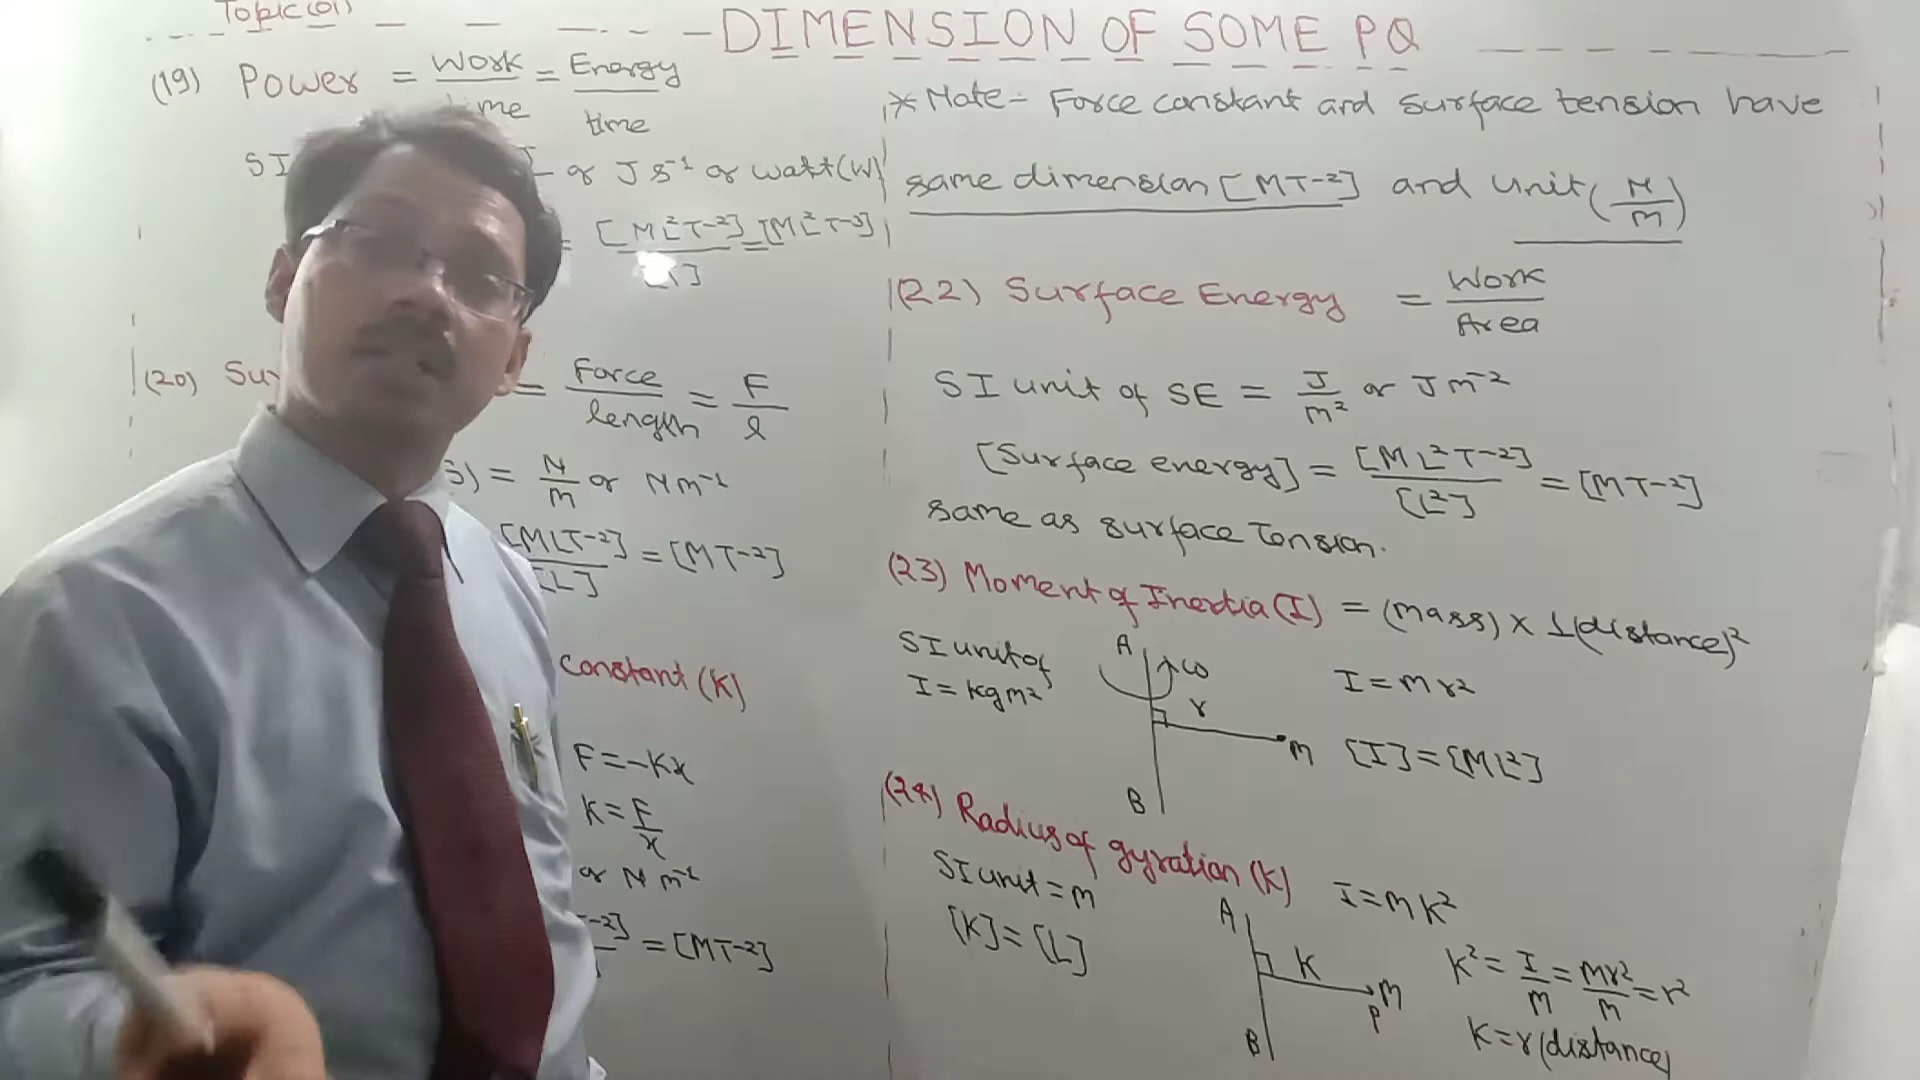 Topic(01)
DIMENSION OF SOME PQ
(19) Power = Work = Energy
time time
SI
or J S⁻¹ or watt(W)
= [ML²T⁻²] = [ML²T⁻³]
[T]
(20) Sur
= Force = F
length l
= N or Nm⁻¹
m
[MLT⁻²] = [MT⁻²]
[L]
constant (K)
F=-Kx
K=F
x
or N m⁻¹
-2] = [MT⁻²]
*Note- Force constant and surface tension have
same dimension [MT⁻²] and unit (N
m)
(22) Surface Energy = Work
Area
SI unit of SE = J or Jm⁻²
m²
[Surface energy] = [ML²T⁻²] = [MT⁻²]
[L²]
same as surface Tension.
(23) Moment of Inertia (I) = (mass) x ⊥(distance)²
SI unit of
I = kgm²
A ω
r
m
B
I = mr²
[I] = [ML²]
(24) Radius of gyration (K)
SI unit = m
[K] = [L]
I = mK²
A
K
m
P
B
K² = I = mr² = r²
m m
K=r(distance)